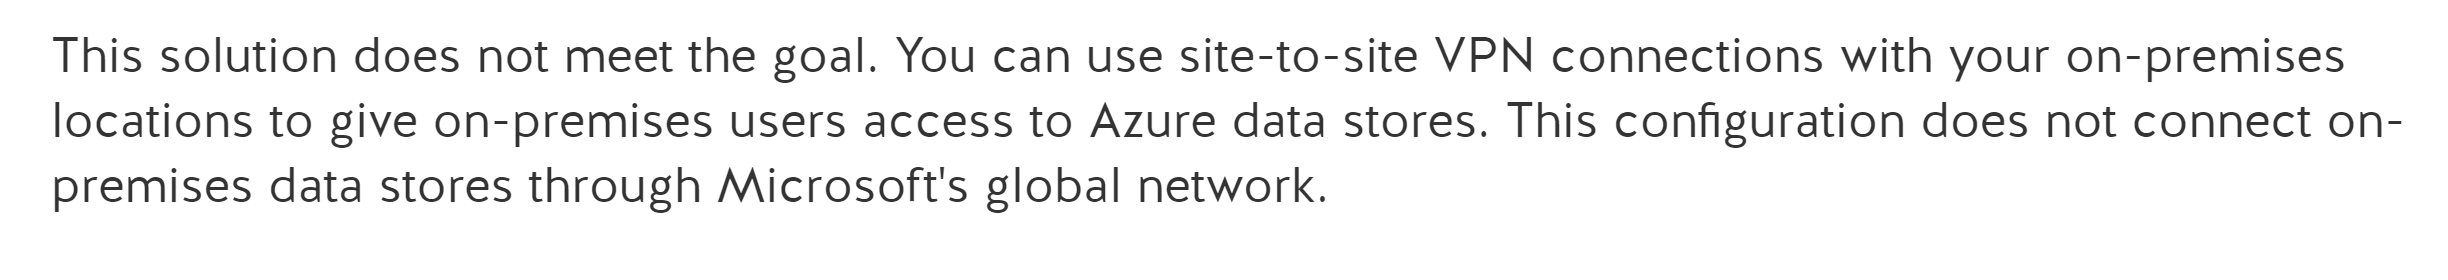 This solution does not meet the goal. You can use site-to-site VPN connections with your on-premises
locations to give on-premises users access to Azure data stores. This configuration does not connect on-
premises data stores through Microsoft's global network.